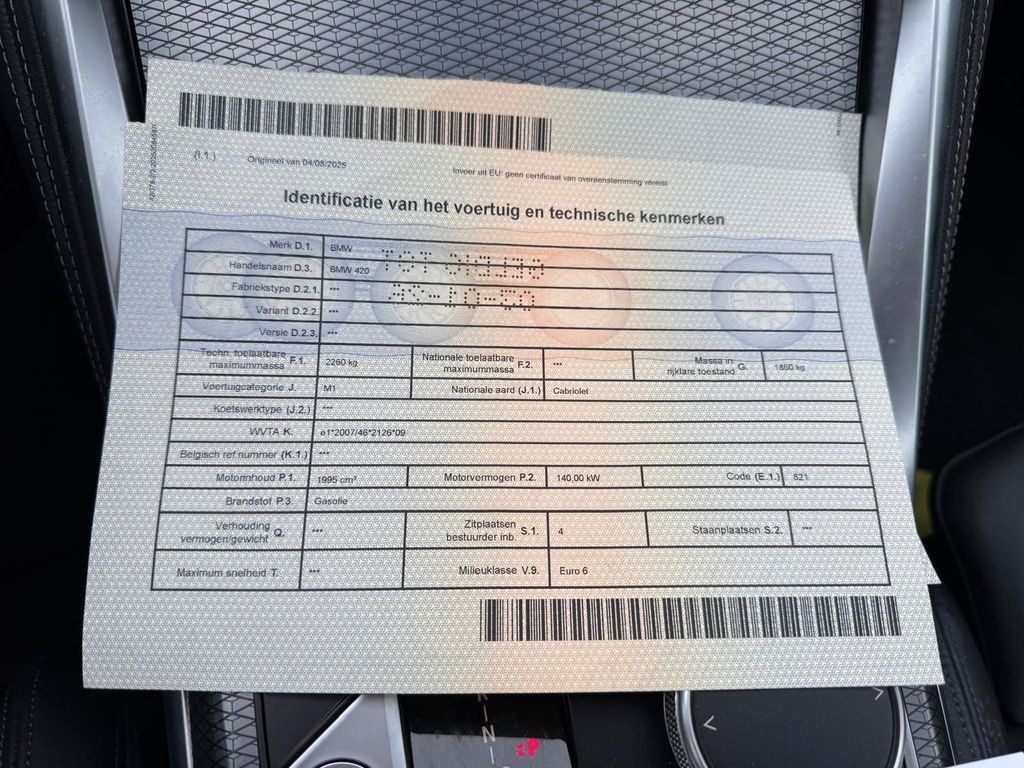 (I.1.) Origineel van 04/08/2025 Invoer uit EU: geen certificaat van overeenstemming vereist
Identificatie van het voertuig en technische kenmerken
Merk D.1. BMW
Handelsnaam D.3. BMW 420
Fabriekstype D.2.1. ***
Variant D.2.2. ***
Versie D.2.3. ***
Techn. toelaatbare maximummassa F.1. 2260 kg Nationale toelaatbare maximummassa F.2. *** Massa in rijklare toestand G. 1850 kg
Voertuigcategorie J. M1 Nationale aard (J.1.) Cabriolet
Koetswerktype (J.2.) ***
WVTA K. e1*2007/46*2126*09
Belgisch ref.nummer (K.1.) ***
Motorinhoud P.1. 1995 cm³ Motorvermogen P.2. 140,00 kW Code (E.1.) 821
Brandstof P.3. Gasolie
Verhouding vermogen/gewicht Q. *** Zitplaatsen bestuurder inb. S.1. 4 Staanplaatsen S.2. ***
Maximum snelheid T. *** Milieuklasse V.9. Euro 6
R
N
P